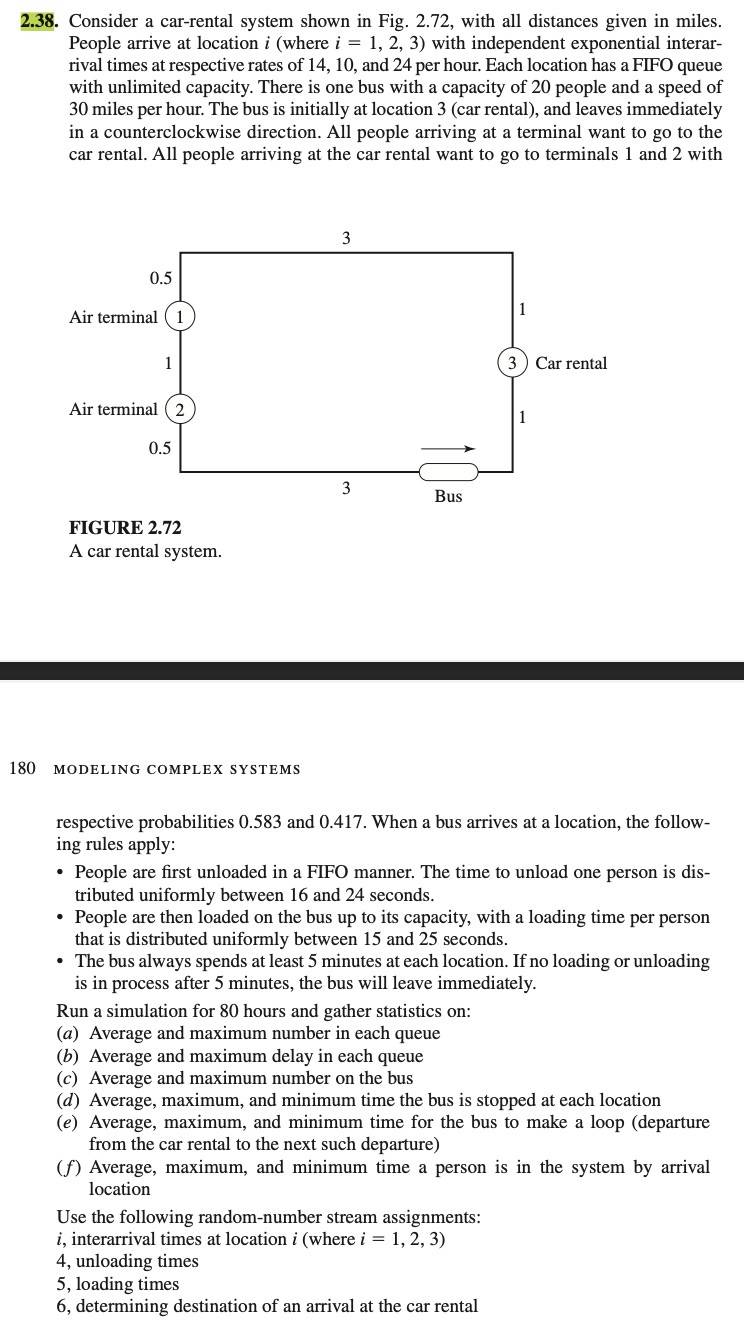 2.38. Consider a car-rental system shown in Fig. 2.72, with all distances given in miles.
People arrive at location i (where i = 1, 2, 3) with independent exponential interar-
rival times at respective rates of 14, 10, and 24 per hour. Each location has a FIFO queue
with unlimited capacity. There is one bus with a capacity of 20 people and a speed of
30 miles per hour. The bus is initially at location 3 (car rental), and leaves immediately
in a counterclockwise direction. All people arriving at a terminal want to go to the
car rental. All people arriving at the car rental want to go to terminals 1 and 2 with
3
0.5
Air terminal 1
1
1
3 Car rental
Air terminal 2
1
0.5
3
Bus
FIGURE 2.72
A car rental system.
180 MODELING COMPLEX SYSTEMS
respective probabilities 0.583 and 0.417. When a bus arrives at a location, the follow-
ing rules apply:
• People are first unloaded in a FIFO manner. The time to unload one person is dis-
tributed uniformly between 16 and 24 seconds.
• People are then loaded on the bus up to its capacity, with a loading time per person
that is distributed uniformly between 15 and 25 seconds.
• The bus always spends at least 5 minutes at each location. If no loading or unloading
is in process after 5 minutes, the bus will leave immediately.
Run a simulation for 80 hours and gather statistics on:
(a) Average and maximum number in each queue
(b) Average and maximum delay in each queue
(c) Average and maximum number on the bus
(d) Average, maximum, and minimum time the bus is stopped at each location
(e) Average, maximum, and minimum time for the bus to make a loop (departure
from the car rental to the next such departure)
(f) Average, maximum, and minimum time a person is in the system by arrival
location
Use the following random-number stream assignments:
i, interarrival times at location i (where i = 1, 2, 3)
4, unloading times
5, loading times
6, determining destination of an arrival at the car rental